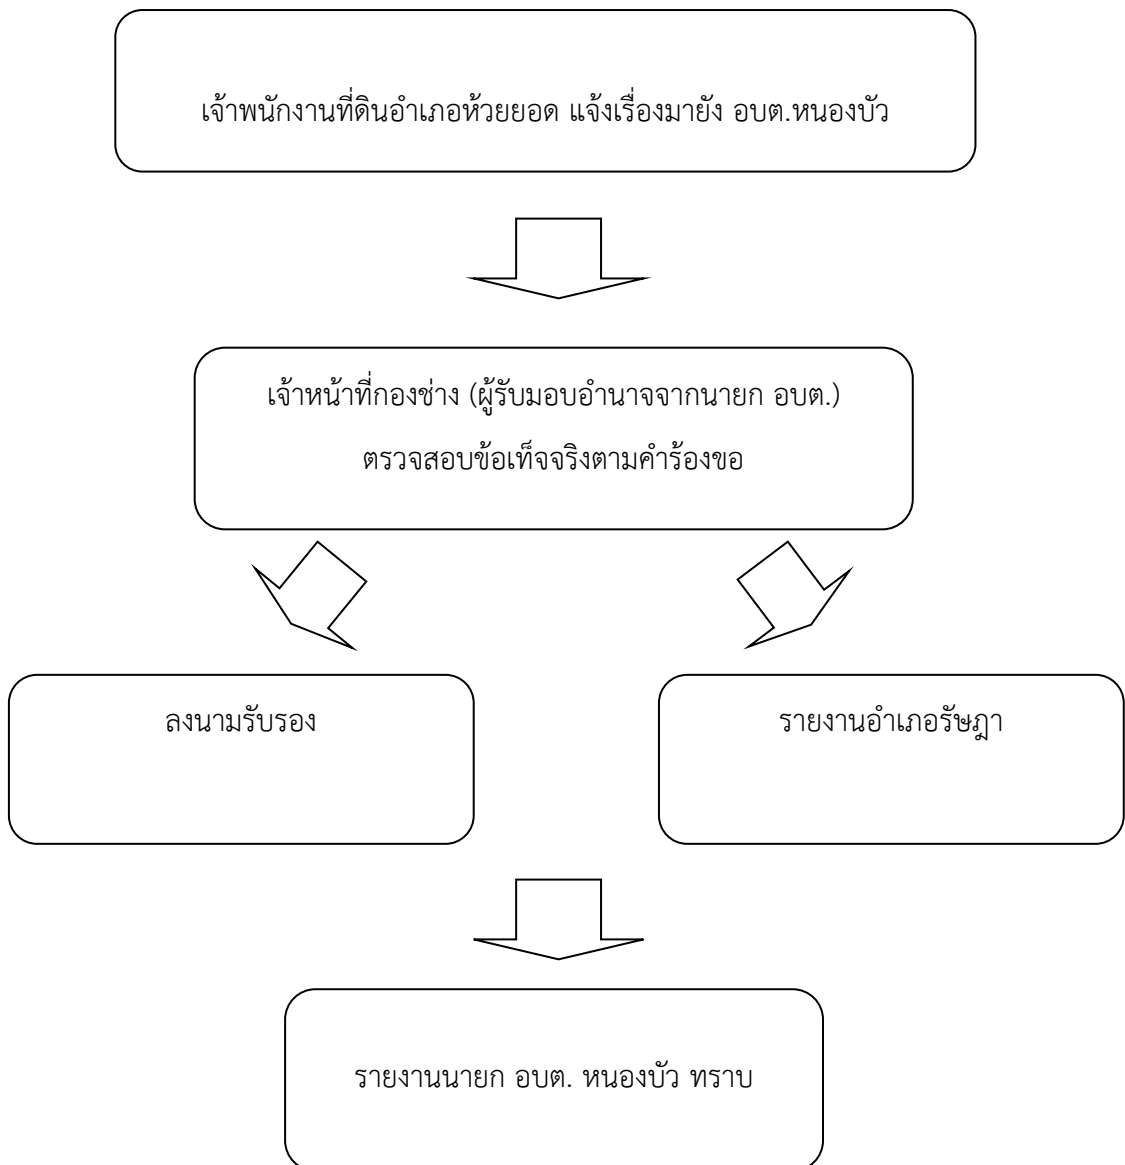 เจ้าพนักงานที่ดินอำเภอห้วยยอด แจ้งเรื่องมายัง อบต.หนองบัว
เจ้าหน้าที่กองช่าง (ผู้รับมอบอำนาจจากนายก อบต.)
ตรวจสอบข้อเท็จจริงตามคำร้องขอ
ลงนามรับรอง
รายงานอำเภอรัษฎา
รายงานนายก อบต. หนองบัว ทราบ